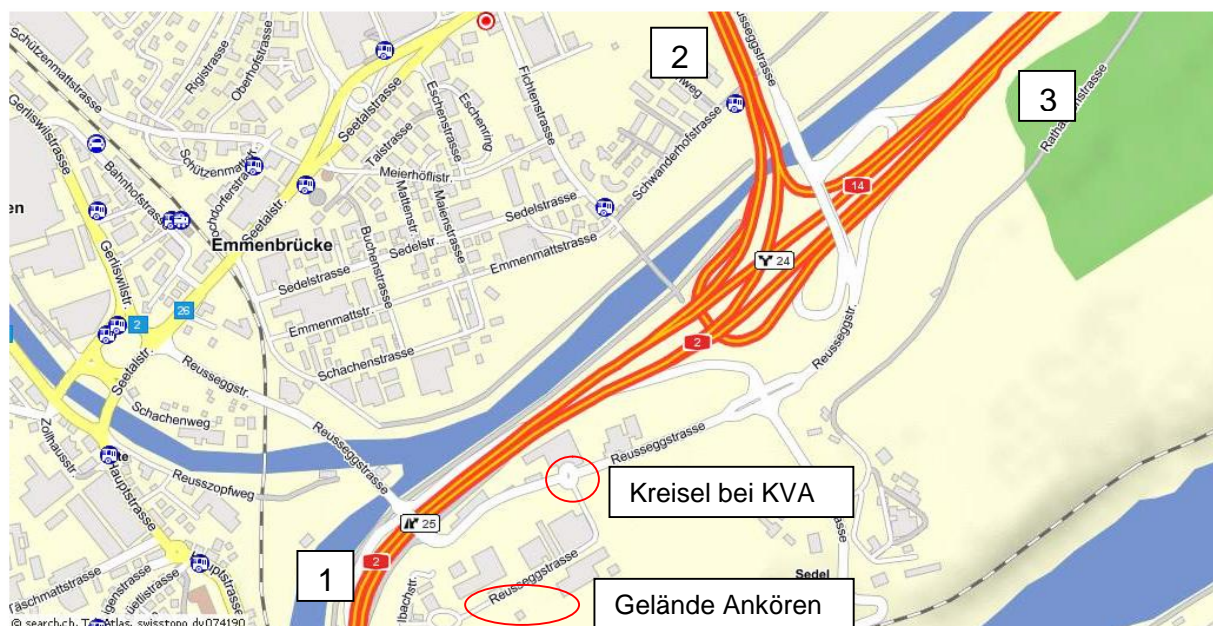 2
3
1
Schützenmattstrasse
Rigistrasse
Oberhofstrasse
Gerliswilstrasse
Bahnhofstrasse
Schützenmattstr.
Seetalstrasse
Eschenstrasse
Eschenring
Fichtenstrasse
Talstrasse
Meierhöflistr.
Mattenstr.
Maienstrasse
Schwanderhofstrasse
Reusseggstrasse
Seetalstr.
Emmenbrücke
Sedelstrasse
Sedelstr.
Sedelstrasse
Buchenstrasse
Emmenmattstrasse
Emmenmattstr.
Schachenstrasse
Gerliswilstr.
2
26
14
24
2
Seetalstr.
Reusseggstr.
Reusseggstrasse
Reusseggstr.
Schachenweg
Zollhausstr.
Hauptstrasse
Reusszopfweg
Reusseggstrasse
25
2
Kreisel bei KVA
Reusseggstrasse
Sedel
Gelände Ankören
Hauptstrasse
© search.ch, TeleAtlas, swisstopo dv074190